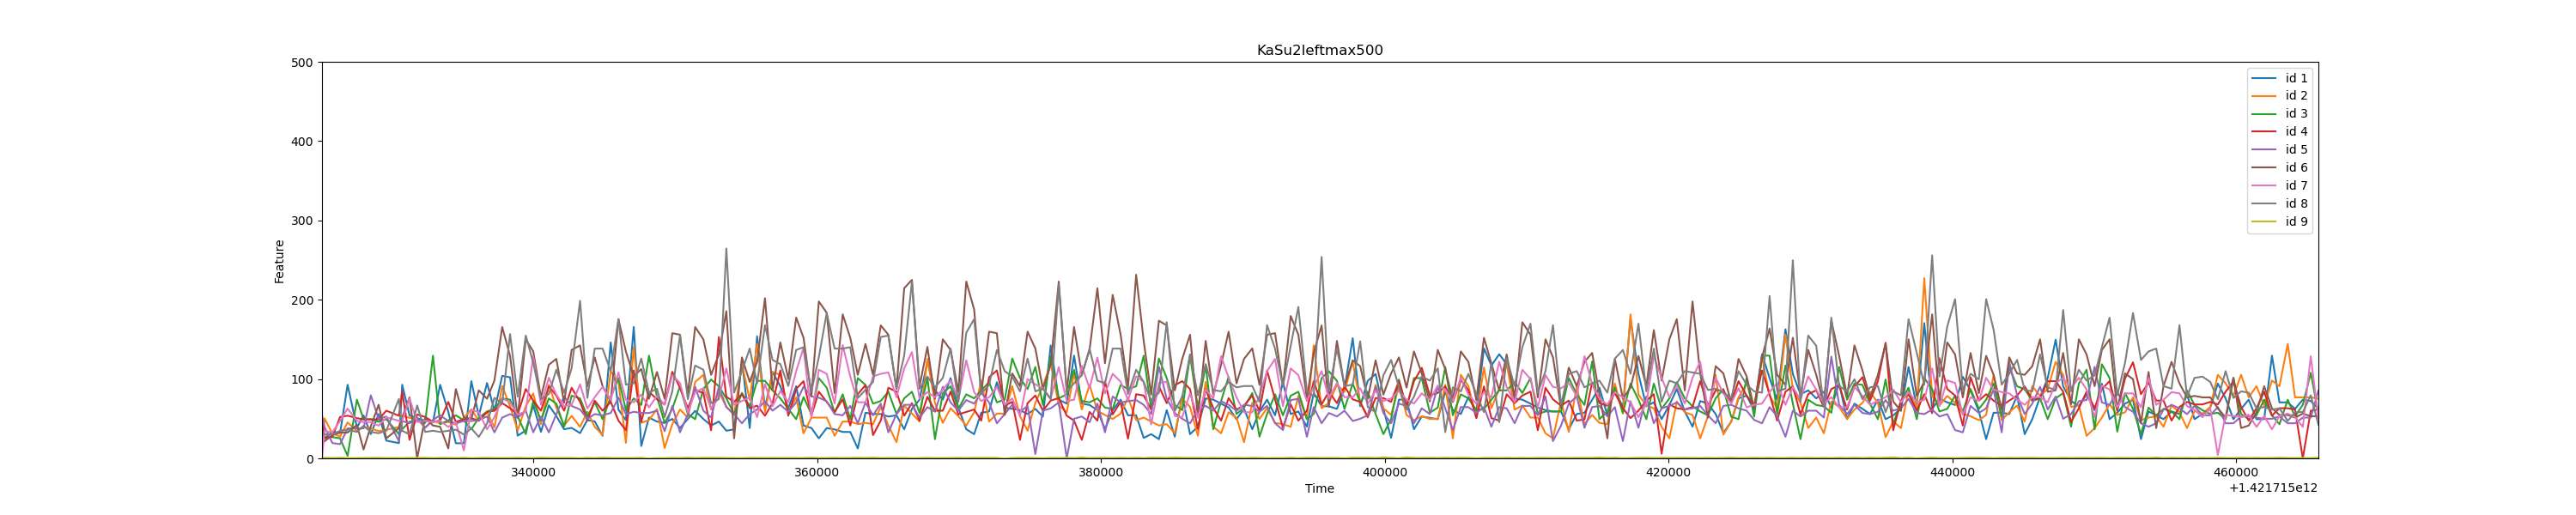 KaSu2leftmax500
500
400
300
200
100
0
Feature
340000
360000
380000
400000
420000
440000
460000
Time
+1.421715e12
id 1
id 2
id 3
id 4
id 5
id 6
id 7
id 8
id 9